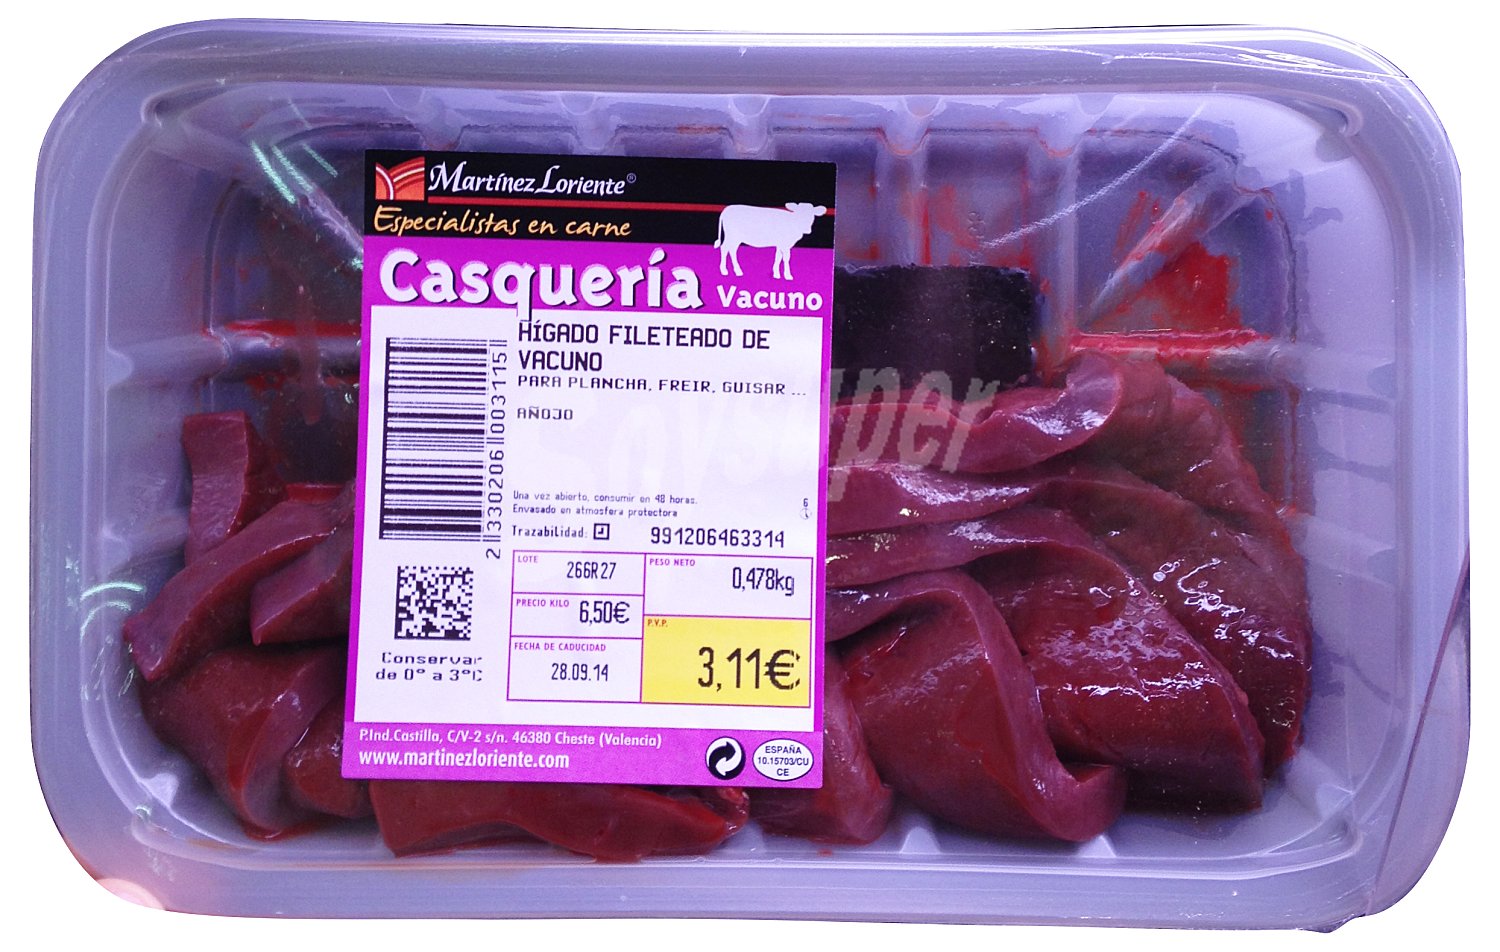 Martínez Loriente®
Especialistas en carne
Casquería Vacuno
HÍGADO FILETEADO DE
VACUNO
PARA PLANCHA, FREIR, GUISAR ...
AÑOJO
2 330206 003115
Una vez abierto, consumir en 48 horas.
Envasado en atmosfera protectora
6
Trazabilidad: 991206463314
LOTE
266R27
PESO NETO
0,478kg
PRECIO KILO
6,50€
P.V.P.
3,11€
FECHA DE CADUCIDAD
28.09.14
Conservar
de 0° a 3°C
P.Ind.Castilla, C/V-2 s/n. 46380 Cheste (Valencia)
www.martinezloriente.com
ESPAÑA
10.15703/CU
CE